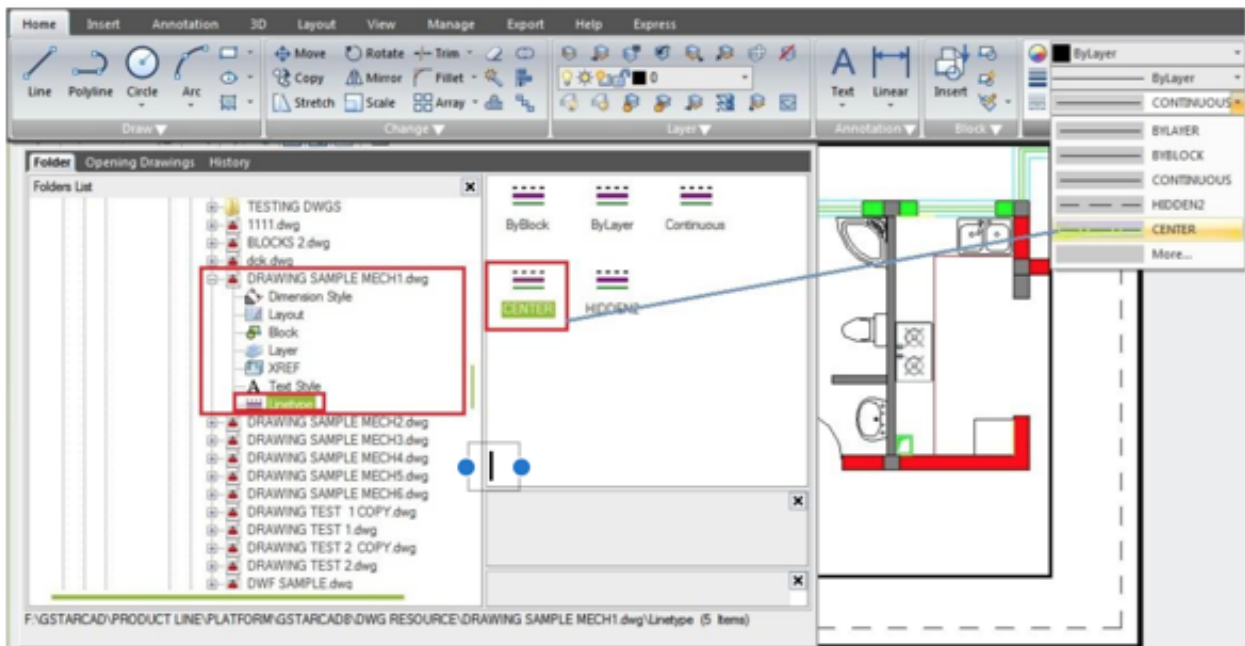 Home Insert Annotation 3D Layout View Manage Export Help Express
Line Polyline Circle Arc
Move Rotate Trim
Copy Mirror Fillet
Stretch Scale Array
0
Text Linear
Insert
ByLayer
ByLayer
CONTINUOUS
Draw Change Layer Annotation Block
BYLAYER
BYBLOCK
CONTINUOUS
HIDDEN2
CENTER
More...
Folder Opening Drawings History
Folders List
TESTING DWGS
1111.dwg
BLOCKS 2.dwg
dck.dwg
DRAWING SAMPLE MECH1.dwg
Dimension Style
Layout
Block
Layer
XREF
Text Style
Linetype
DRAWING SAMPLE MECH2.dwg
DRAWING SAMPLE MECH3.dwg
DRAWING SAMPLE MECH4.dwg
DRAWING SAMPLE MECH5.dwg
DRAWING SAMPLE MECH6.dwg
DRAWING TEST 1 COPY.dwg
DRAWING TEST 1.dwg
DRAWING TEST 2 COPY.dwg
DRAWING TEST 2.dwg
DWF SAMPLE.dwg
ByBlock ByLayer Continuous
CENTER HIDDEN2
F:\GSTARCAD\PRODUCT LINE\PLATFORM\GSTARCAD8\DWG RESOURCE\DRAWING SAMPLE MECH1.dwg\Linetype (5 Items)